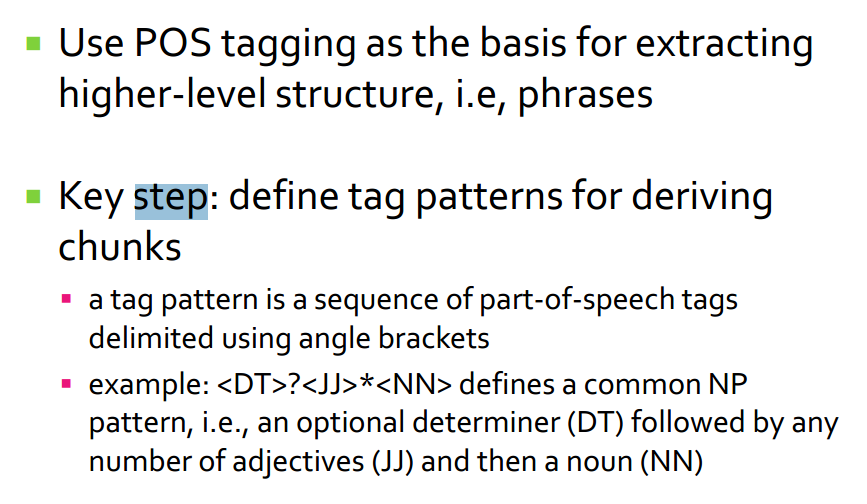 Use POS tagging as the basis for extracting
higher-level structure, i.e, phrases
Key step: define tag patterns for deriving
chunks
a tag pattern is a sequence of part-of-speech tags
delimited using angle brackets
example: <DT>?<JJ>*<NN> defines a common NP
pattern, i.e., an optional determiner (DT) followed by any
number of adjectives (JJ) and then a noun (NN)